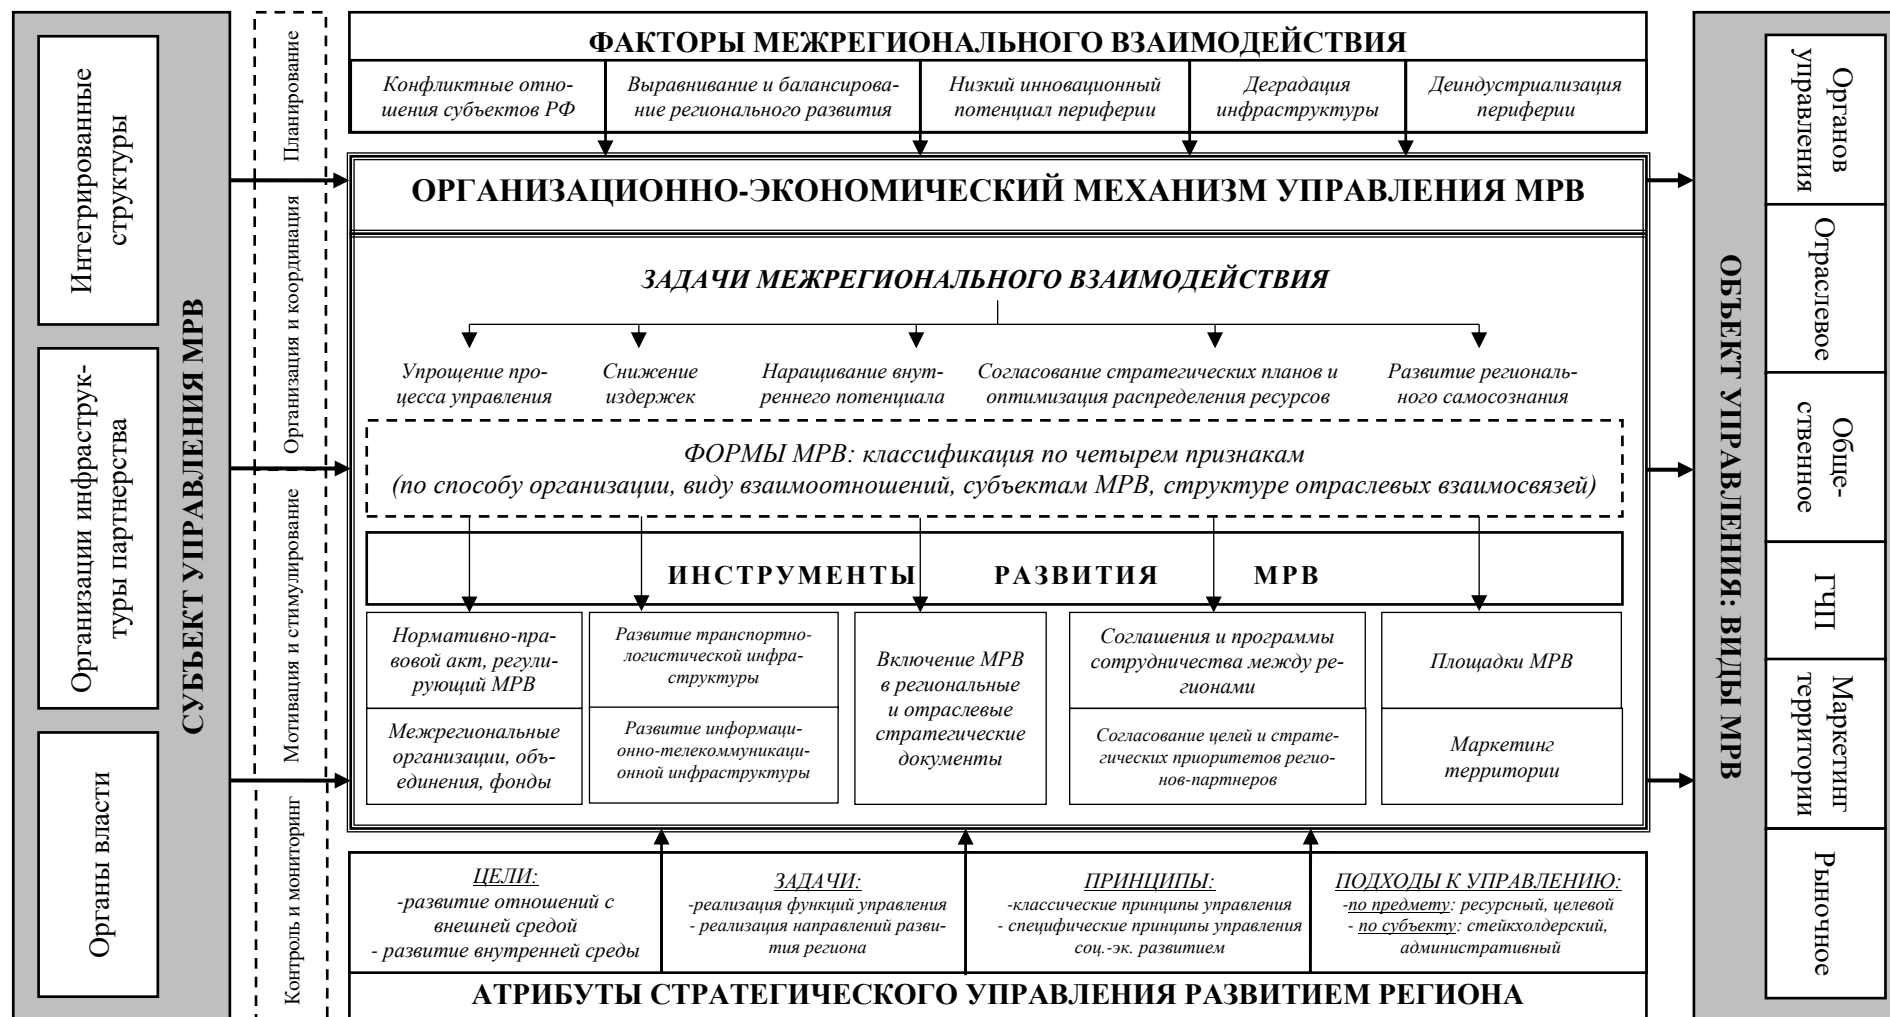 Интегрированные
структуры
Организации инфраструк-
туры партнерства
Органы власти
СУБЪЕКТ УПРАВЛЕНИЯ МРВ
Планирование
Организация и координация
Мотивация и стимулирование
Контроль и мониторинг
ФАКТОРЫ МЕЖРЕГИОНАЛЬНОГО ВЗАИМОДЕЙСТВИЯ
Конфликтные отно-
шения субъектов РФ
Выравнивание и балансирова-
ние регионального развития
Низкий инновационный
потенциал периферии
Деградация
инфраструктуры
Деиндустриализация
периферии
ОРГАНИЗАЦИОННО-ЭКОНОМИЧЕСКИЙ МЕХАНИЗМ УПРАВЛЕНИЯ МРВ
ЗАДАЧИ МЕЖРЕГИОНАЛЬНОГО ВЗАИМОДЕЙСТВИЯ
Упрощение про-
цесса управления
Снижение
издержек
Наращивание внут-
реннего потенциала
Согласование стратегических планов и
оптимизация распределения ресурсов
Развитие региональ-
ного самосознания
ФОРМЫ МРВ: классификация по четырем признакам
(по способу организации, виду взаимоотношений, субъектам МРВ, структуре отраслевых взаимосвязей)
ИНСТРУМЕНТЫ РАЗВИТИЯ МРВ
Нормативно-пра-
вовой акт, регули-
рующий МРВ
Межрегиональные
организации, объ-
единения, фонды
Развитие транспортно-
логистической инфра-
структуры
Развитие информаци-
онно-телекоммуникаци-
онной инфраструктуры
Включение МРВ
в региональные
и отраслевые
стратегические
документы
Соглашения и программы
сотрудничества между ре-
гионами
Согласование целей и страте-
гических приоритетов регио-
нов-партнеров
Площадки МРВ
Маркетинг
территории
ЦЕЛИ:
-развитие отношений с
внешней средой
- развитие внутренней среды
ЗАДАЧИ:
-реализация функций управления
- реализация направлений разви-
тия региона
ПРИНЦИПЫ:
-классические принципы управления
- специфические принципы управления
соц.-эк. развитием
ПОДХОДЫ К УПРАВЛЕНИЮ:
-по предмету: ресурсный, целевой
- по субъекту: стейкхолдерский,
административный
АТРИБУТЫ СТРАТЕГИЧЕСКОГО УПРАВЛЕНИЯ РАЗВИТИЕМ РЕГИОНА
ОБЪЕКТ УПРАВЛЕНИЯ: ВИДЫ МРВ
Органов
управления
Отраслевое
Обще-
ственное
ГЧП
Маркетинг
территории
Рыночное